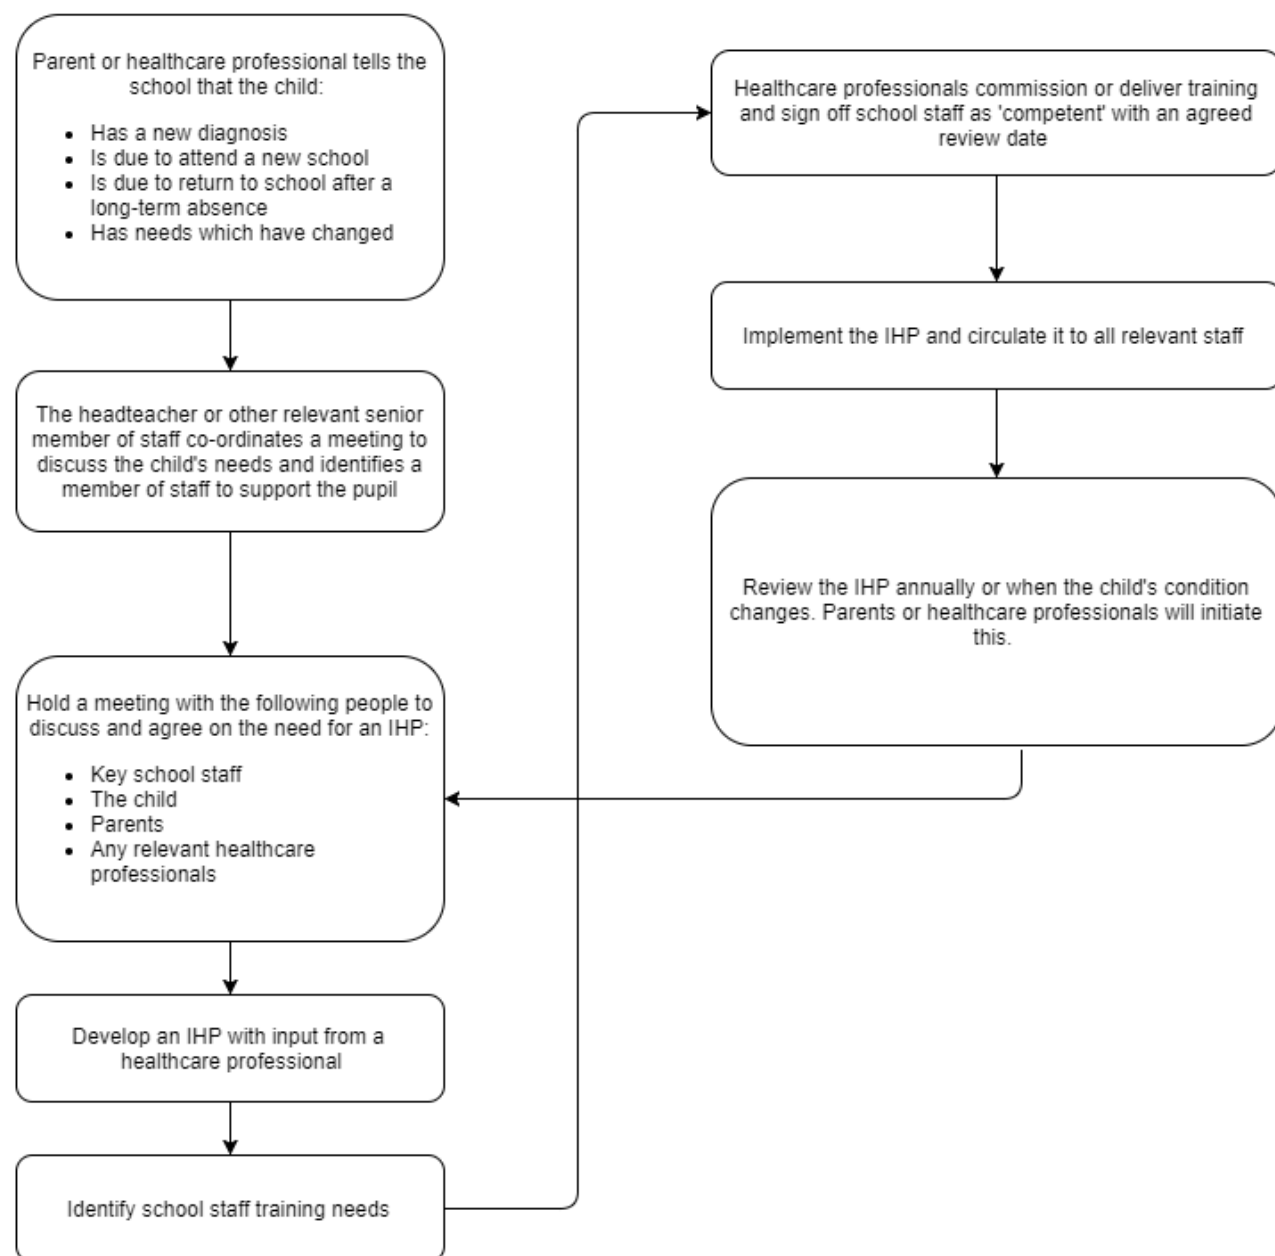 Parent or healthcare professional tells the
school that the child:
• Has a new diagnosis
• Is due to attend a new school
• Is due to return to school after a
long-term absence
• Has needs which have changed
The headteacher or other relevant senior
member of staff co-ordinates a meeting to
discuss the child's needs and identifies a
member of staff to support the pupil
Hold a meeting with the following people to
discuss and agree on the need for an IHP:
• Key school staff
• The child
• Parents
• Any relevant healthcare
professionals
Develop an IHP with input from a
healthcare professional
Identify school staff training needs
Healthcare professionals commission or deliver training
and sign off school staff as 'competent' with an agreed
review date
Implement the IHP and circulate it to all relevant staff
Review the IHP annually or when the child's condition
changes. Parents or healthcare professionals will initiate
this.